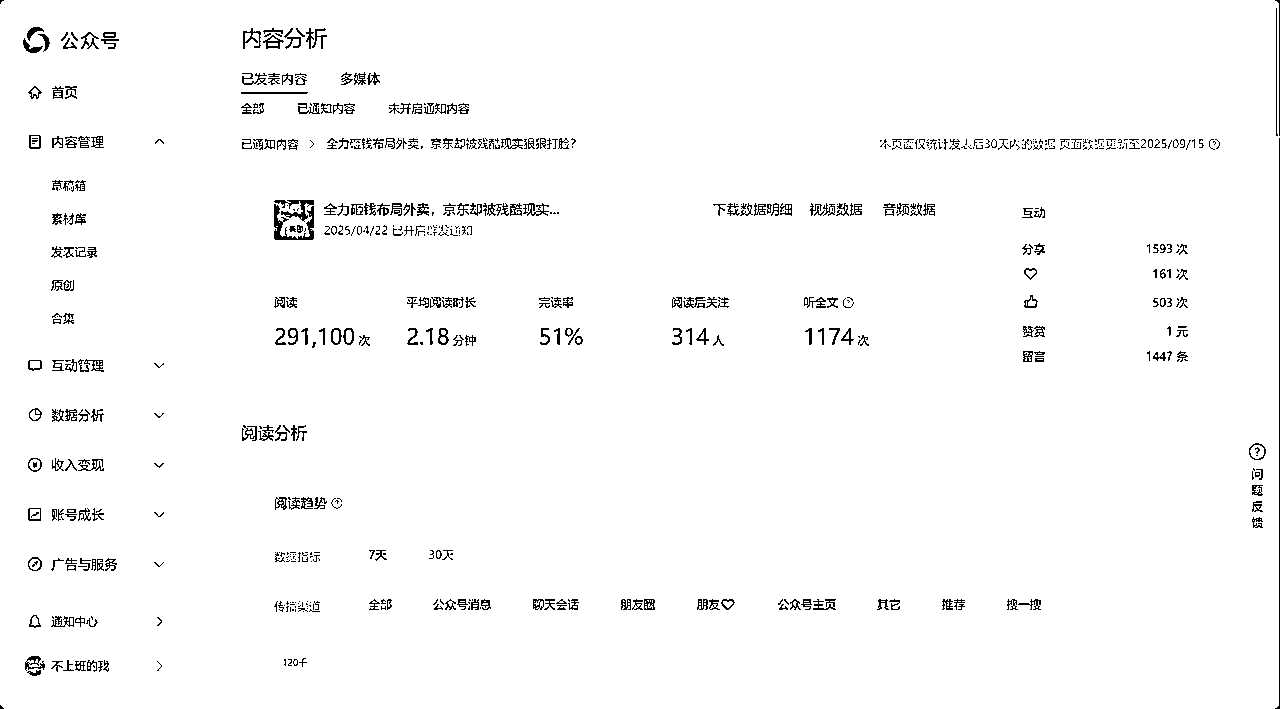 公众号
首页
内容管理
草稿箱
素材库
发表记录
原创
合集
互动管理
数据分析
收入变现
账号成长
广告与服务
通知中心
不上班的我
内容分析
已发表内容 多媒体
全部 已通知内容 未开启通知内容
已通知内容 > 全力砸钱布局外卖，京东却被残酷现实狠狠打脸？
本页面仅统计发表后30天内的数据 页面数据更新至2025/09/15
全力砸钱布局外卖，京东却被残酷现实...
2025/04/22 已开启群发通知
下载数据明细 视频数据 音频数据
阅读 平均阅读时长 完读率 阅读后关注 听全文
291,100 次 2.18 分钟 51% 314 人 1174 次
互动
分享 1593 次
161 次
503 次
赞赏 1 元
留言 1447 条
阅读分析
阅读趋势
数据指标 7天 30天
传播渠道 全部 公众号消息 聊天会话 朋友圈 朋友♡ 公众号主页 其它 推荐 搜一搜
120千
问题反馈